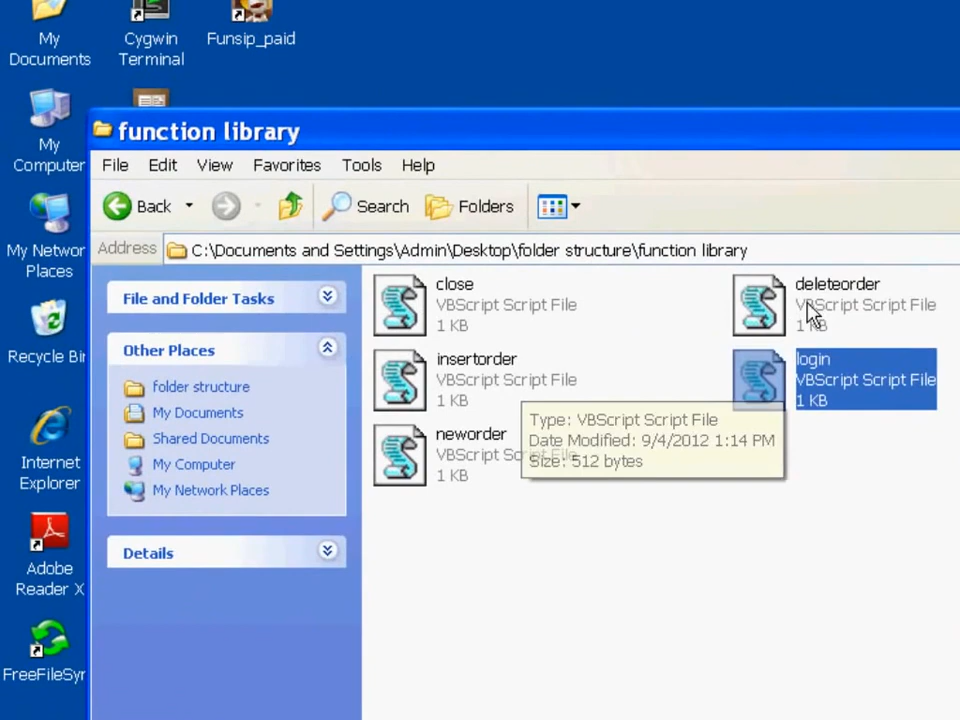 My
Documents
Cygwin
Terminal
Funsip_paid
My
Computer
My Networ
Places
Recycle Bin
Internet
Explorer
Adobe
Reader X
FreeFileSyn
function library
File Edit View Favorites Tools Help
Back Search Folders
Address C:\Documents and Settings\Admin\Desktop\folder structure\function library
File and Folder Tasks
Other Places
folder structure
My Documents
Shared Documents
My Computer
My Network Places
Details
close
VBScript Script File
1 KB
deleteorder
VBScript Script File
1 KB
insertorder
VBScript Script File
1 KB
login
VBScript Script File
1 KB
neworder
VBScript Script File
1 KB
Type: VBScript Script File
Date Modified: 9/4/2012 1:14 PM
Size: 512 bytes